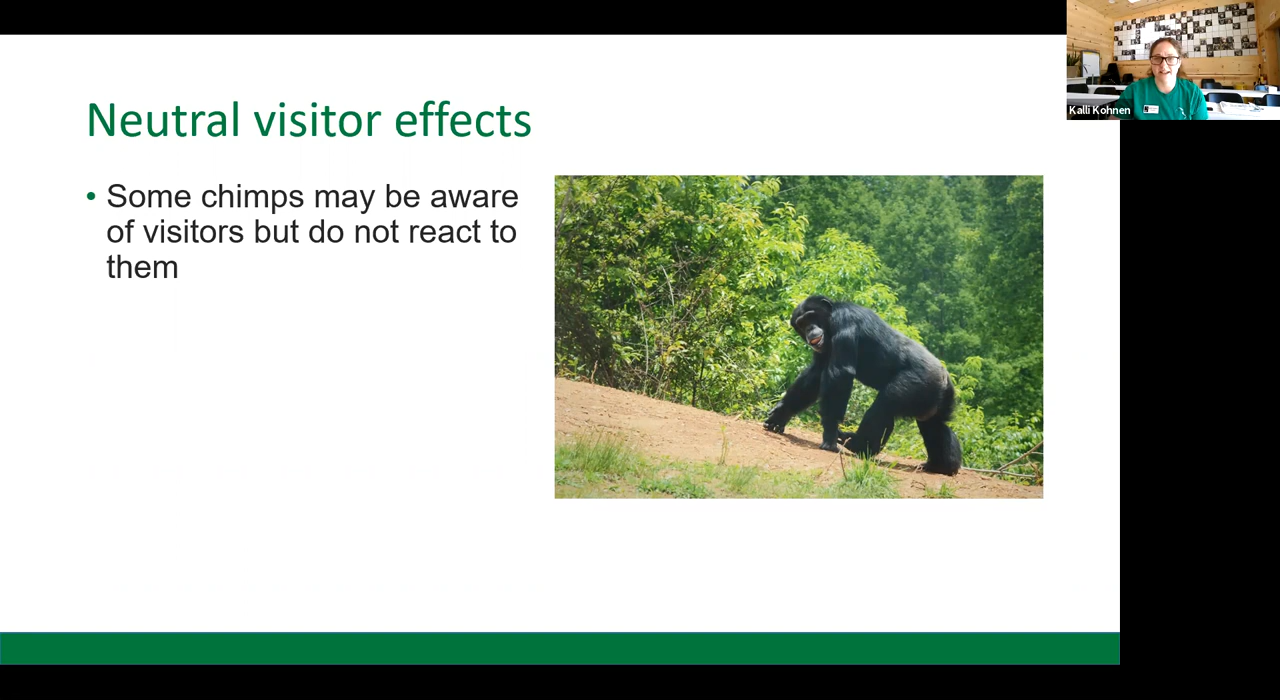 Neutral visitor effects
• Some chimps may be aware
of visitors but do not react to
them
Kalli Kohnen